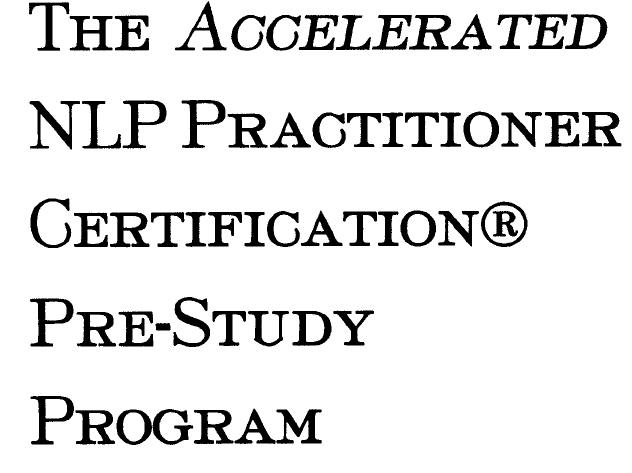 The Accelerated
NLP Practitioner
Certification®
Pre-Study
Program